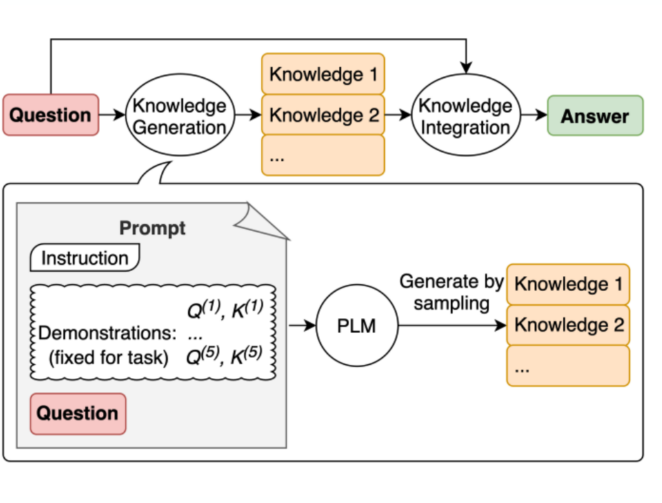 Question
Knowledge
Generation
Knowledge 1
Knowledge 2
...
Knowledge
Integration
Answer
Prompt
Instruction
Q(1), K(1)
Demonstrations: ...
(fixed for task) Q(5), K(5)
Question
PLM
Generate by
sampling
Knowledge 1
Knowledge 2
...